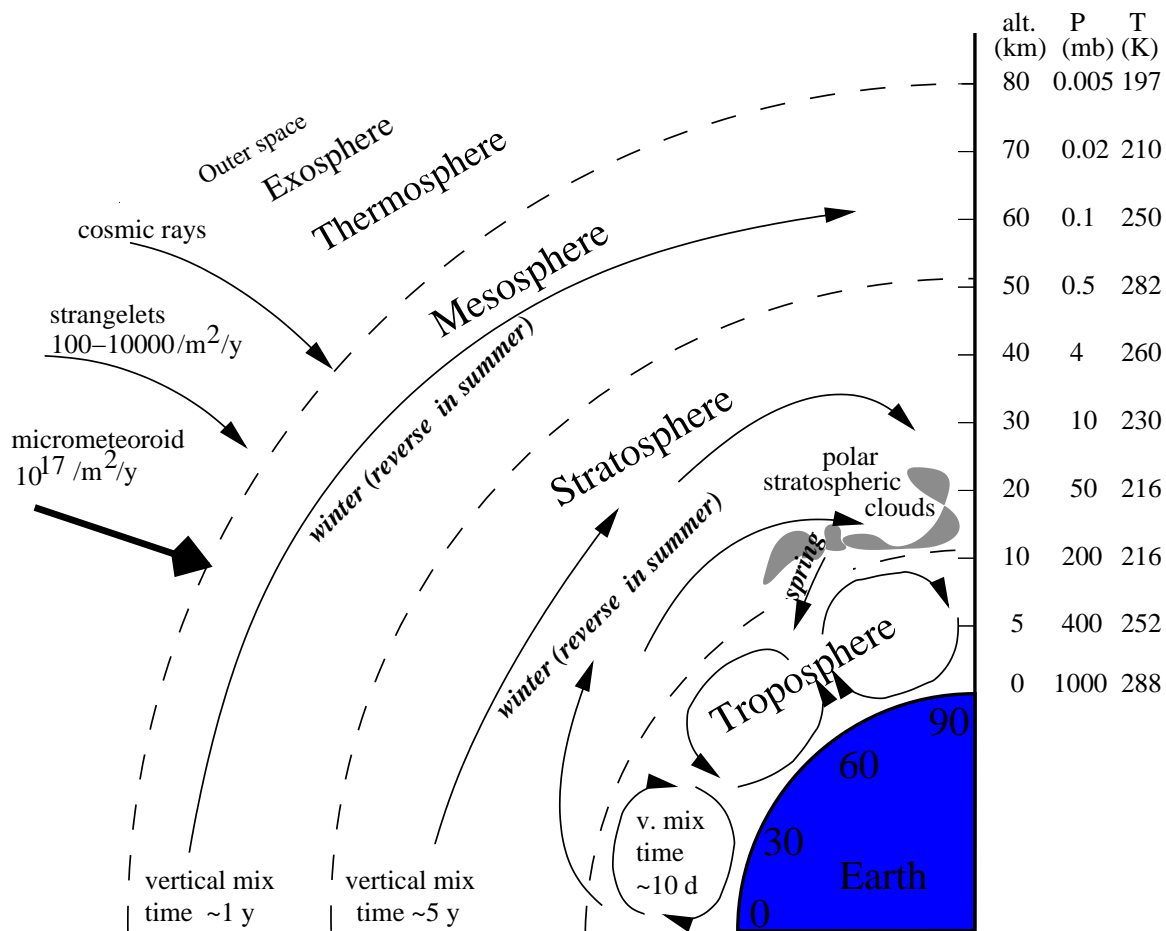 alt. P T
(km) (mb) (K)
80 0.005 197
70 0.02 210
60 0.1 250
50 0.5 282
40 4 260
30 10 230
20 50 216
10 200 216
5 400 252
0 1000 288
Outer space
Exosphere
Thermosphere
Mesosphere
cosmic rays
strangelets
100–10000/m²/y
micrometeoroid
10¹⁷ /m²/y
winter (reverse in summer)
Stratosphere
winter (reverse in summer)
polar
stratospheric
clouds
spring
Troposphere
v. mix
time
~10 d
vertical mix
time ~1 y
vertical mix
time ~5 y
90
60
30
0
Earth